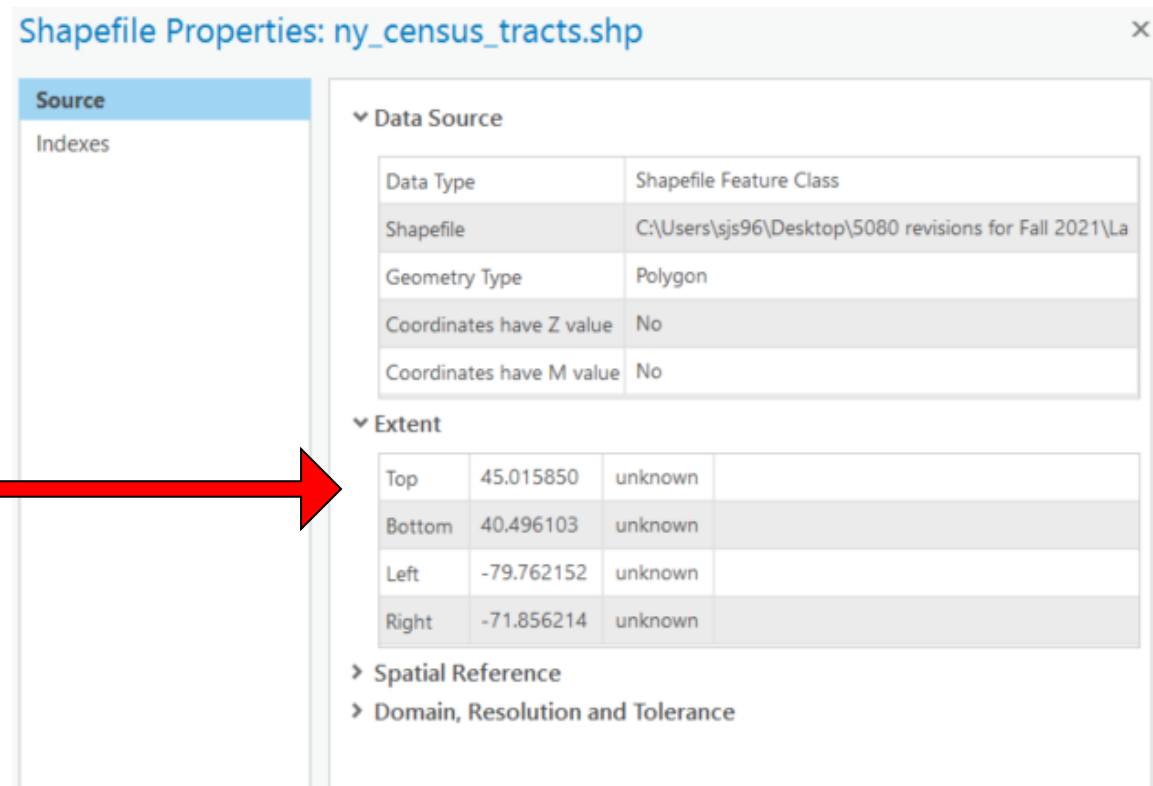 Shapefile Properties: ny_census_tracts.shp
Source
Indexes
Data Source
Data Type Shapefile Feature Class
Shapefile C:\Users\sjs96\Desktop\5080 revisions for Fall 2021\La
Geometry Type Polygon
Coordinates have Z value No
Coordinates have M value No
Extent
Top 45.015850 unknown
Bottom 40.496103 unknown
Left -79.762152 unknown
Right -71.856214 unknown
Spatial Reference
Domain, Resolution and Tolerance